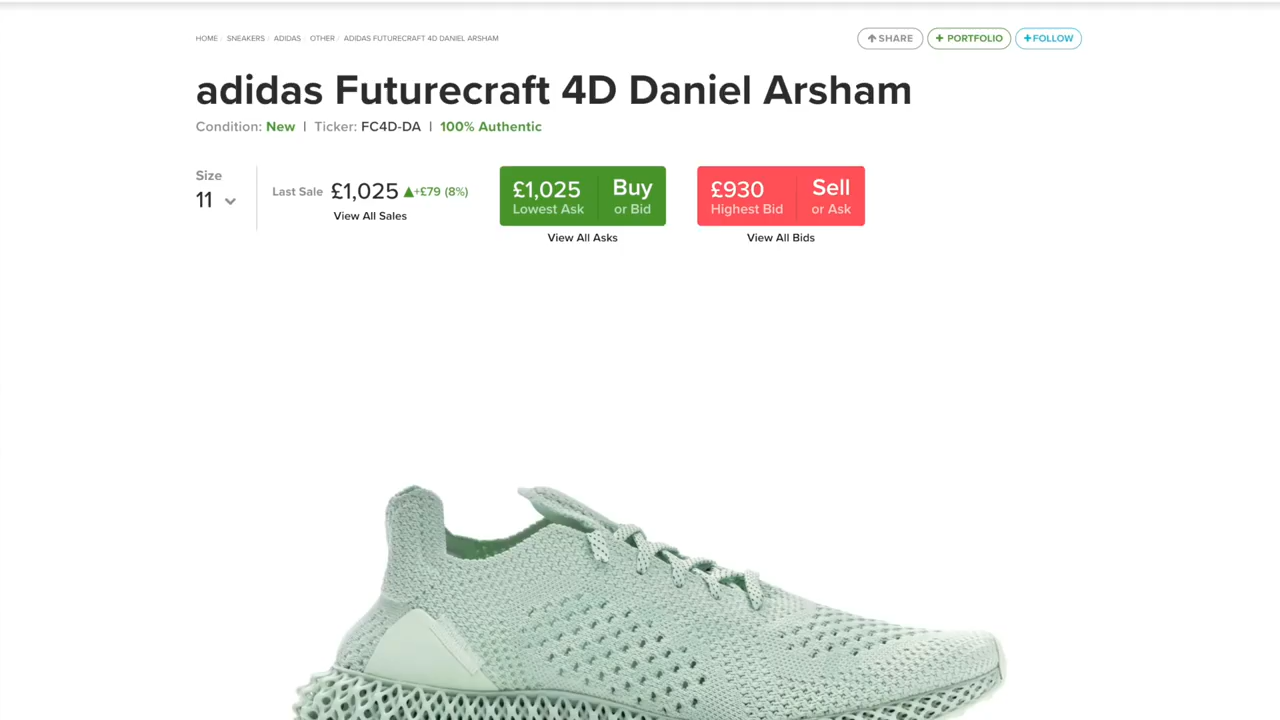 HOME / SNEAKERS / ADIDAS / OTHER / ADIDAS FUTURECRAFT 4D DANIEL ARSHAM
SHARE
+ PORTFOLIO
+FOLLOW
adidas Futurecraft 4D Daniel Arsham
Condition: New | Ticker: FC4D-DA | 100% Authentic
Size
11
Last Sale £1,025 ▲+£79 (8%)
View All Sales
£1,025 Buy
Lowest Ask or Bid
View All Asks
£930 Sell
Highest Bid or Ask
View All Bids